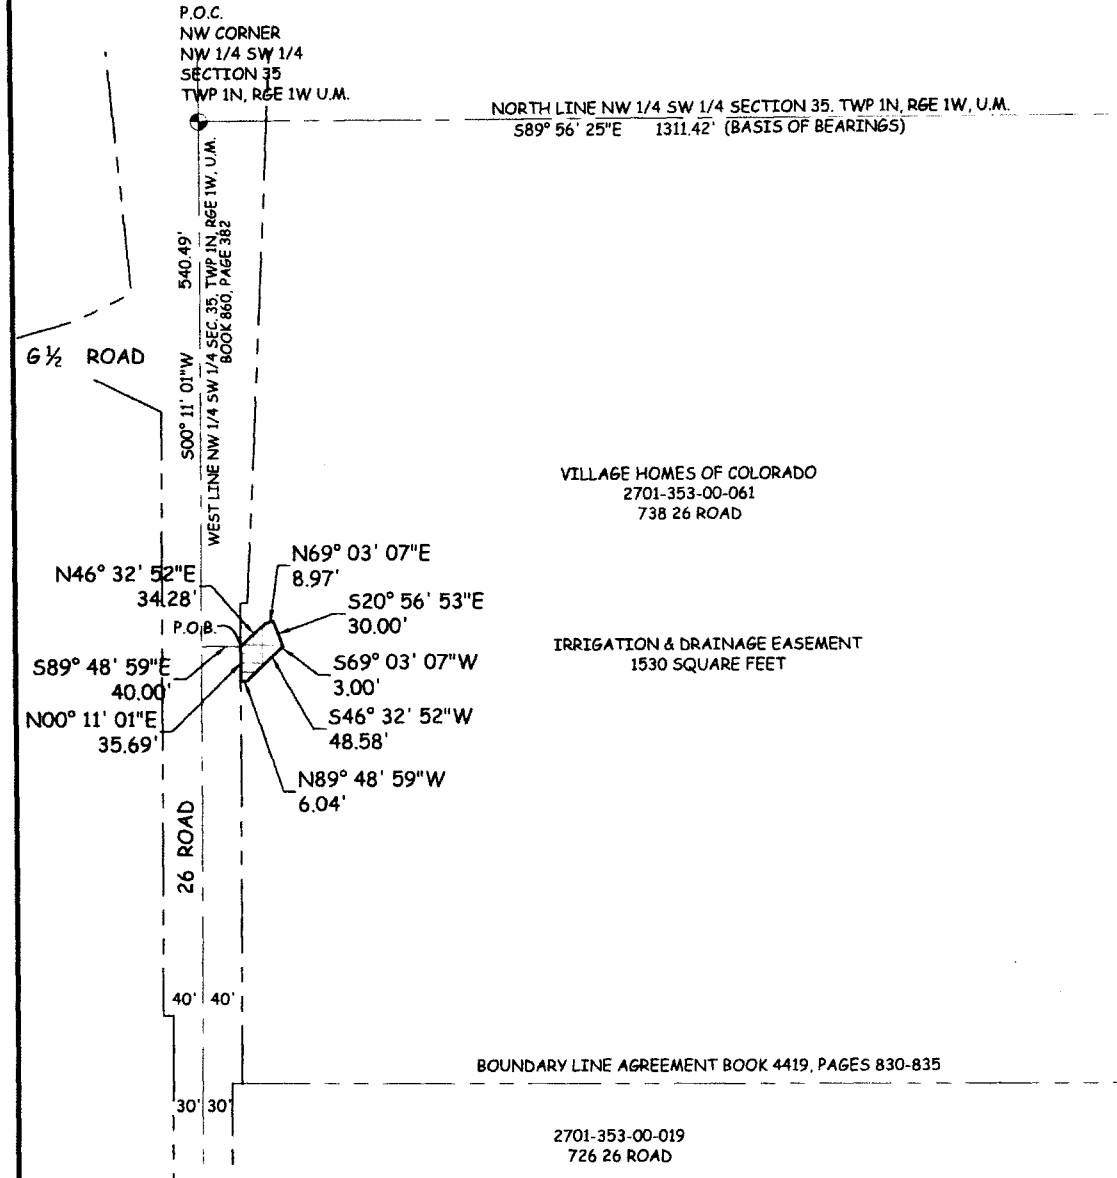 P.O.C.
NW CORNER
NW 1/4 SW 1/4
SECTION 35
TWP 1N, RGE 1W U.M.
NORTH LINE NW 1/4 SW 1/4 SECTION 35. TWP 1N, RGE 1W, U.M.
S89° 56' 25"E 1311.42' (BASIS OF BEARINGS)
S00° 11' 01"W 540.49'
WEST LINE NW 1/4 SW 1/4 SEC. 35, TWP 1N, RGE 1W, U.M.
BOOK 860, PAGE 382
G ½ ROAD
VILLAGE HOMES OF COLORADO
2701-353-00-061
738 26 ROAD
N69° 03' 07"E
8.97'
N46° 32' 52"E
34.28'
S20° 56' 53"E
30.00'
P.O.B.
IRRIGATION & DRAINAGE EASEMENT
1530 SQUARE FEET
S89° 48' 59"E
40.00'
S69° 03' 07"W
3.00'
N00° 11' 01"E
35.69'
S46° 32' 52"W
48.58'
N89° 48' 59"W
6.04'
26 ROAD
40' 40'
BOUNDARY LINE AGREEMENT BOOK 4419, PAGES 830-835
30' 30'
2701-353-00-019
726 26 ROAD